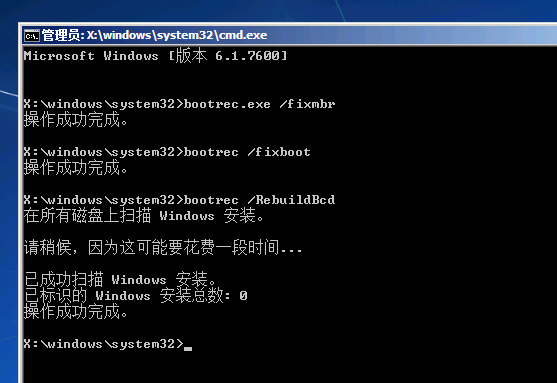 管理员: X:\windows\system32\cmd.exe
Microsoft Windows [版本 6.1.7600]
X:\windows\system32>bootrec.exe /fixmbr
操作成功完成。
X:\windows\system32>bootrec /fixboot
操作成功完成。
X:\windows\system32>bootrec /RebuildBcd
在所有磁盘上扫描 Windows 安装。
请稍候，因为这可能要花费一段时间...
已成功扫描 Windows 安装。
已标识的 Windows 安装总数: 0
操作成功完成。
X:\windows\system32>